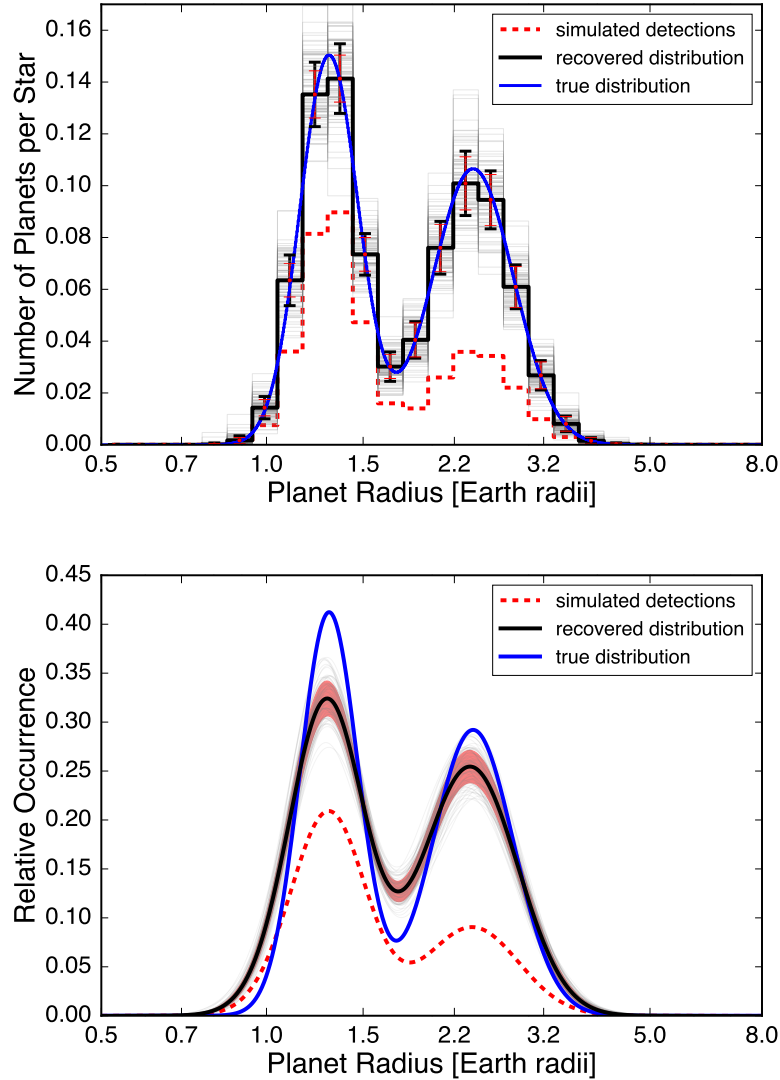 0.16
0.14
0.12
0.10
0.08
0.06
0.04
0.02
0.00
Number of Planets per Star
simulated detections
recovered distribution
true distribution
0.5 0.7 1.0 1.5 2.2 3.2 5.0 8.0
Planet Radius [Earth radii]
0.45
0.40
0.35
0.30
0.25
0.20
0.15
0.10
0.05
0.00
Relative Occurrence
simulated detections
recovered distribution
true distribution
0.5 0.7 1.0 1.5 2.2 3.2 5.0 8.0
Planet Radius [Earth radii]